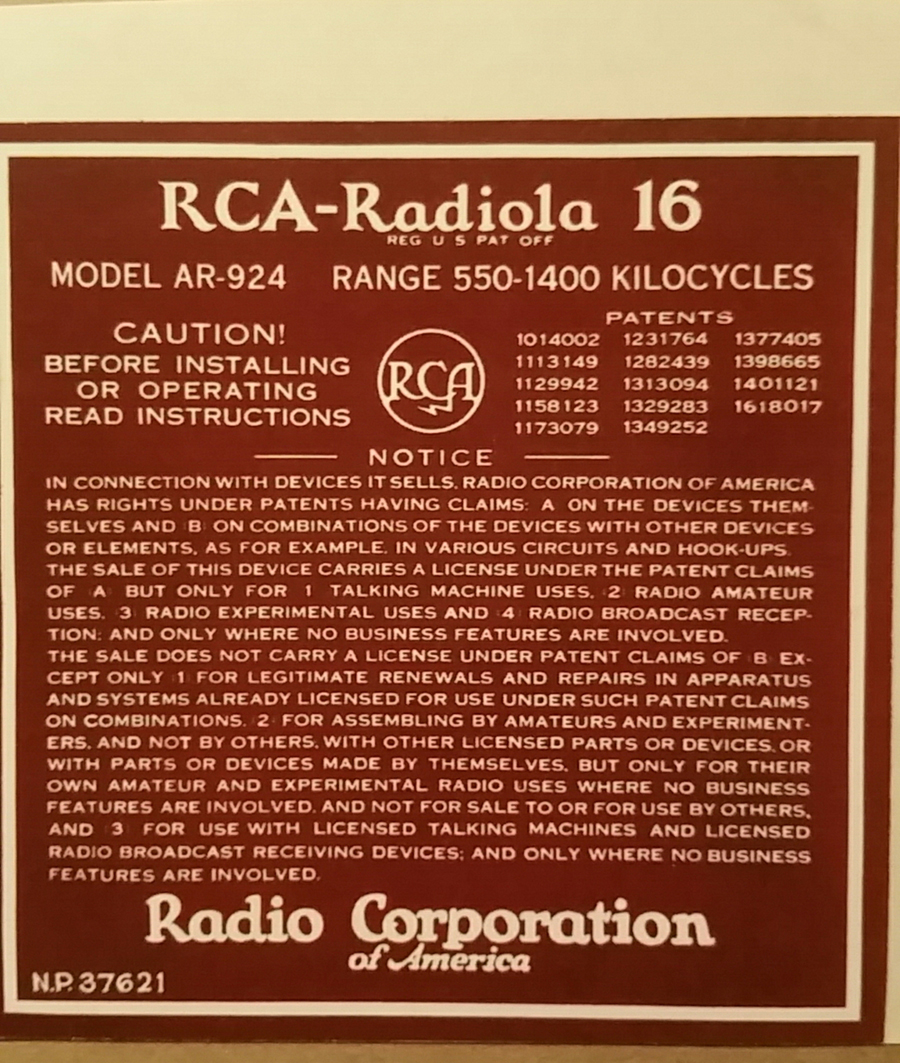 RCA-Radiola 16
REG U S PAT OFF
MODEL AR-924 RANGE 550-1400 KILOCYCLES
CAUTION!
BEFORE INSTALLING
OR OPERATING
READ INSTRUCTIONS
RCA
PATENTS
1014002 1231764 1377405
1113149 1282439 1398665
1129942 1313094 1401121
1158123 1329283 1618017
1173079 1349252
NOTICE
IN CONNECTION WITH DEVICES IT SELLS, RADIO CORPORATION OF AMERICA
HAS RIGHTS UNDER PATENTS HAVING CLAIMS: (A) ON THE DEVICES THEM-
SELVES AND (B) ON COMBINATIONS OF THE DEVICES WITH OTHER DEVICES
OR ELEMENTS, AS FOR EXAMPLE, IN VARIOUS CIRCUITS AND HOOK-UPS.
THE SALE OF THIS DEVICE CARRIES A LICENSE UNDER THE PATENT CLAIMS
OF (A) BUT ONLY FOR (1) TALKING MACHINE USES, (2) RADIO AMATEUR
USES, (3) RADIO EXPERIMENTAL USES AND (4) RADIO BROADCAST RECEP-
TION; AND ONLY WHERE NO BUSINESS FEATURES ARE INVOLVED.
THE SALE DOES NOT CARRY A LICENSE UNDER PATENT CLAIMS OF (B) EX-
CEPT ONLY (1) FOR LEGITIMATE RENEWALS AND REPAIRS IN APPARATUS
AND SYSTEMS ALREADY LICENSED FOR USE UNDER SUCH PATENT CLAIMS
ON COMBINATIONS, (2) FOR ASSEMBLING BY AMATEURS AND EXPERIMENT-
ERS, AND NOT BY OTHERS, WITH OTHER LICENSED PARTS OR DEVICES, OR
WITH PARTS OR DEVICES MADE BY THEMSELVES, BUT ONLY FOR THEIR
OWN AMATEUR AND EXPERIMENTAL RADIO USES WHERE NO BUSINESS
FEATURES ARE INVOLVED, AND NOT FOR SALE TO OR FOR USE BY OTHERS,
AND (3) FOR USE WITH LICENSED TALKING MACHINES AND LICENSED
RADIO BROADCAST RECEIVING DEVICES; AND ONLY WHERE NO BUSINESS
FEATURES ARE INVOLVED.
Radio Corporation
of America
N.P. 37621